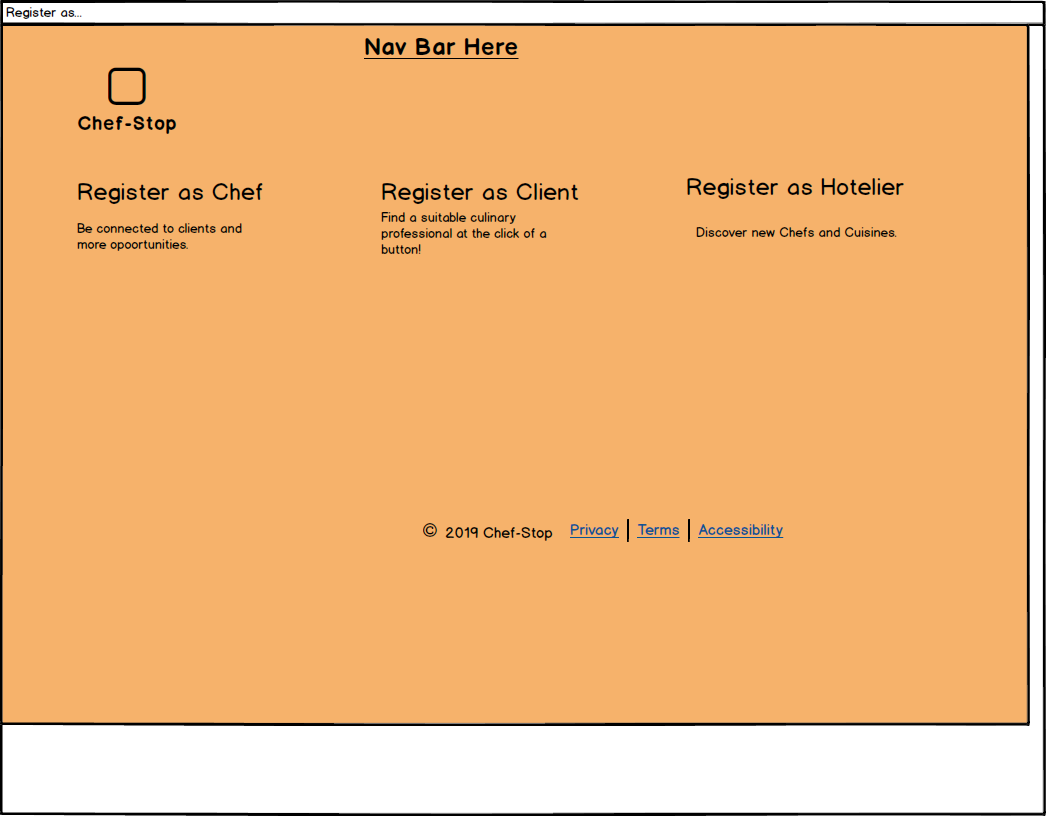 Register as...
Nav Bar Here
Chef-Stop
Register as Chef
Be connected to clients and
more opoortunities.
Register as Client
Find a suitable culinary
professional at the click of a
button!
Register as Hotelier
Discover new Chefs and Cuisines.
© 2019 Chef-Stop Privacy Terms Accessibility